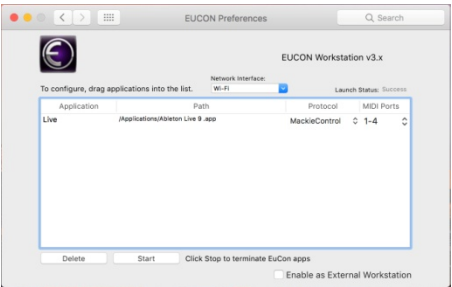 EUCON Preferences
Search
EUCON Workstation v3.x
Network Interface:
To configure, drag applications into the list. Wi-Fi Launch Status: Success
Application Path Protocol MIDI Ports
Live /Applications/Ableton Live 9 .app MackieControl 1-4
Delete Start Click Stop to terminate EuCon apps
Enable as External Workstation